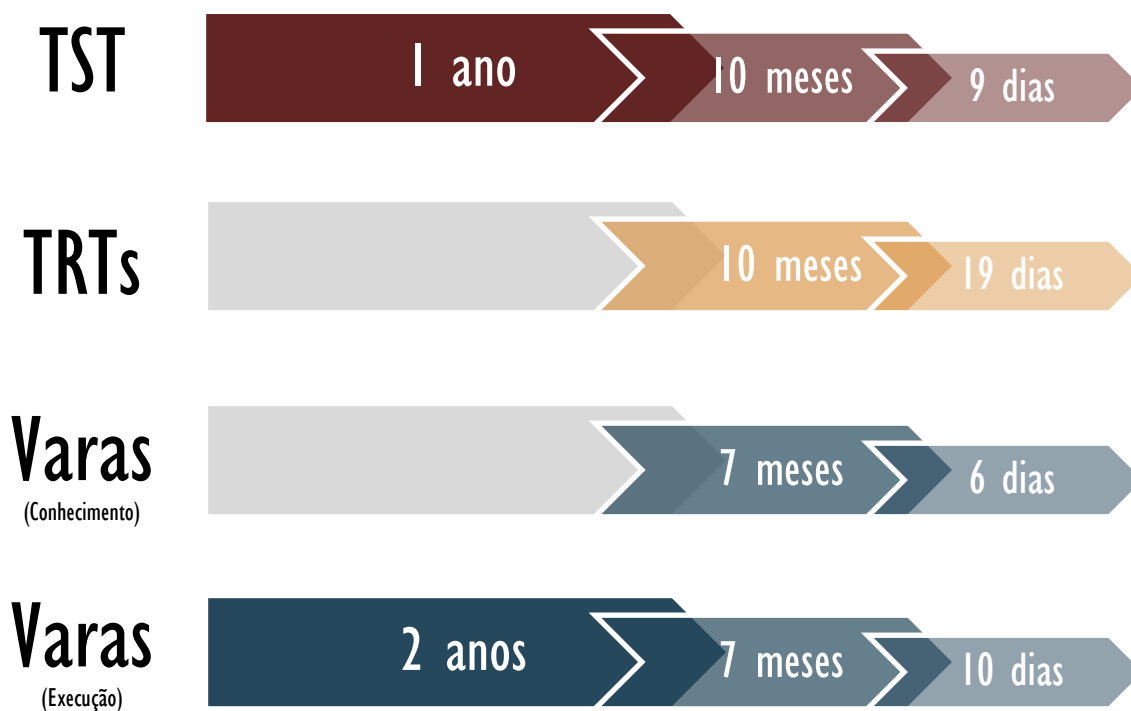 TST
1 ano
10 meses
9 dias
TRTs
10 meses
19 dias
Varas
(Conhecimento)
7 meses
6 dias
Varas
(Execução)
2 anos
7 meses
10 dias